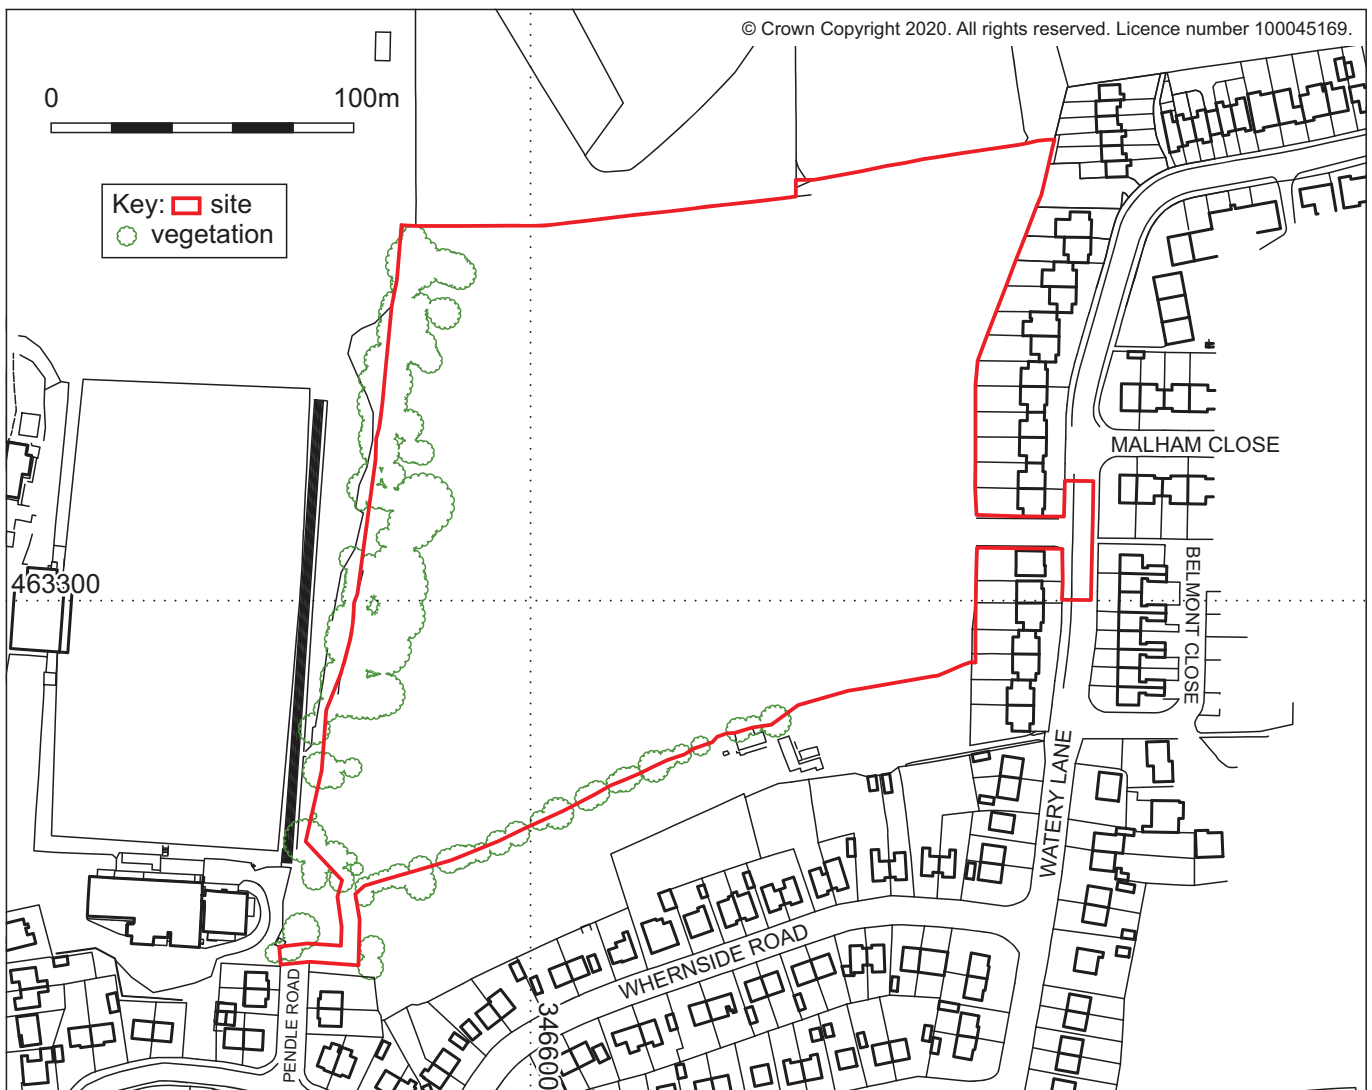 © Crown Copyright 2020. All rights reserved. Licence number 100045169.
0 100m
Key: site
vegetation
MALHAM CLOSE
463300
BELMONT CLOSE
WATERY LANE
WHERNSIDE ROAD
PENDLE ROAD
346600